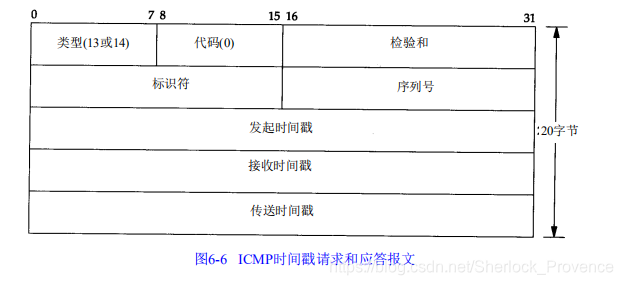 0 7 8 15 16 31
类型(13或14) 代码(0) 检验和
标识符 序列号
发起时间戳
20字节
接收时间戳
传送时间戳
图6-6 ICMP时间戳请求和应答报文
https://blog.csdn.net/Sherlock_Provence